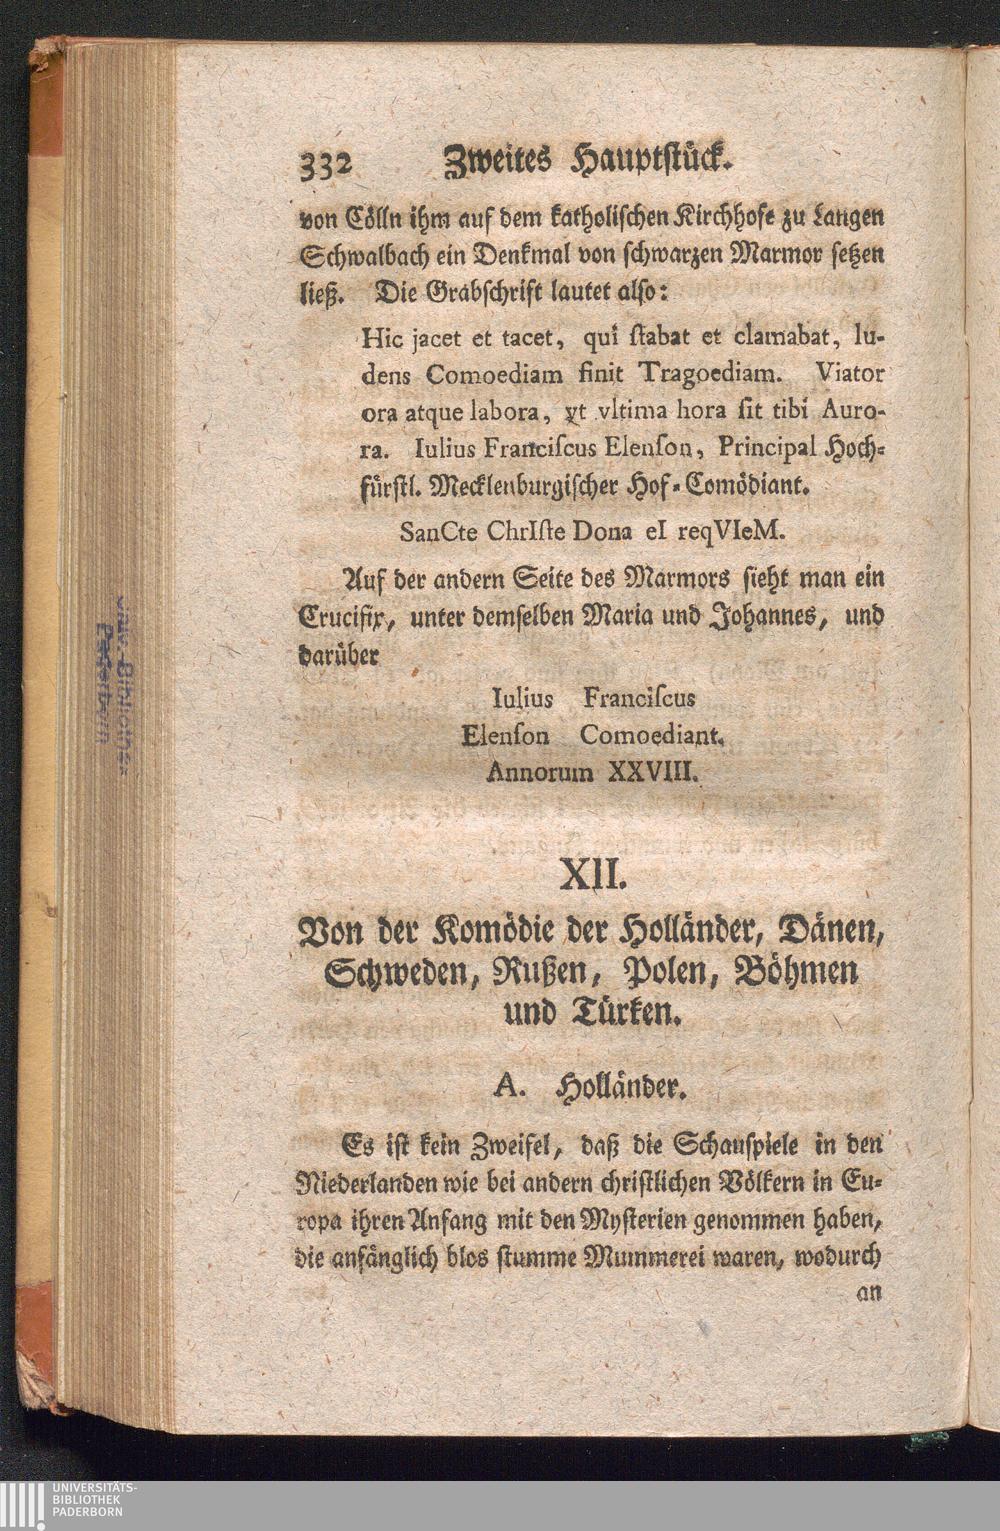 332 Zweites Hauptstück.
von Cölln ihm auf dem katholischen Kirchhofe zu Langen
Schwalbach ein Denkmal von schwarzen Marmor setzen
ließ. Die Grabschrift lautet also:
Hic jacet et tacet, qui ſtabat et clamabat, lu-
dens Comoediam finit Tragoediam. Viator
ora atque labora, vt vltima hora ſit tibi Auro-
ra. Iulius Franciſcus Elenſon, Principal Hoch-
fürstl. Mecklenburgischer Hof-Comödiant.
SanCte ChrIſte Dona eI reqVIeM.
Auf der andern Seite des Marmors sieht man ein
Crucifix, unter demselben Maria und Johannes, und
darüber
Iulius Franciſcus
Elenſon Comoediant.
Annorum XXVIII.
XII.
Von der Komödie der Holländer, Dänen,
Schweden, Rußen, Polen, Böhmen
und Türken.
A. Holländer.
Es ist kein Zweifel, daß die Schauspiele in den
Niederlanden wie bei andern christlichen Völkern in Eu-
ropa ihren Anfang mit den Mysterien genommen haben,
die anfänglich blos stumme Mummerei waren, wodurch
an
Univ.-Bibliothek
Paderborn
UNIVERSITÄTS-
BIBLIOTHEK
PADERBORN